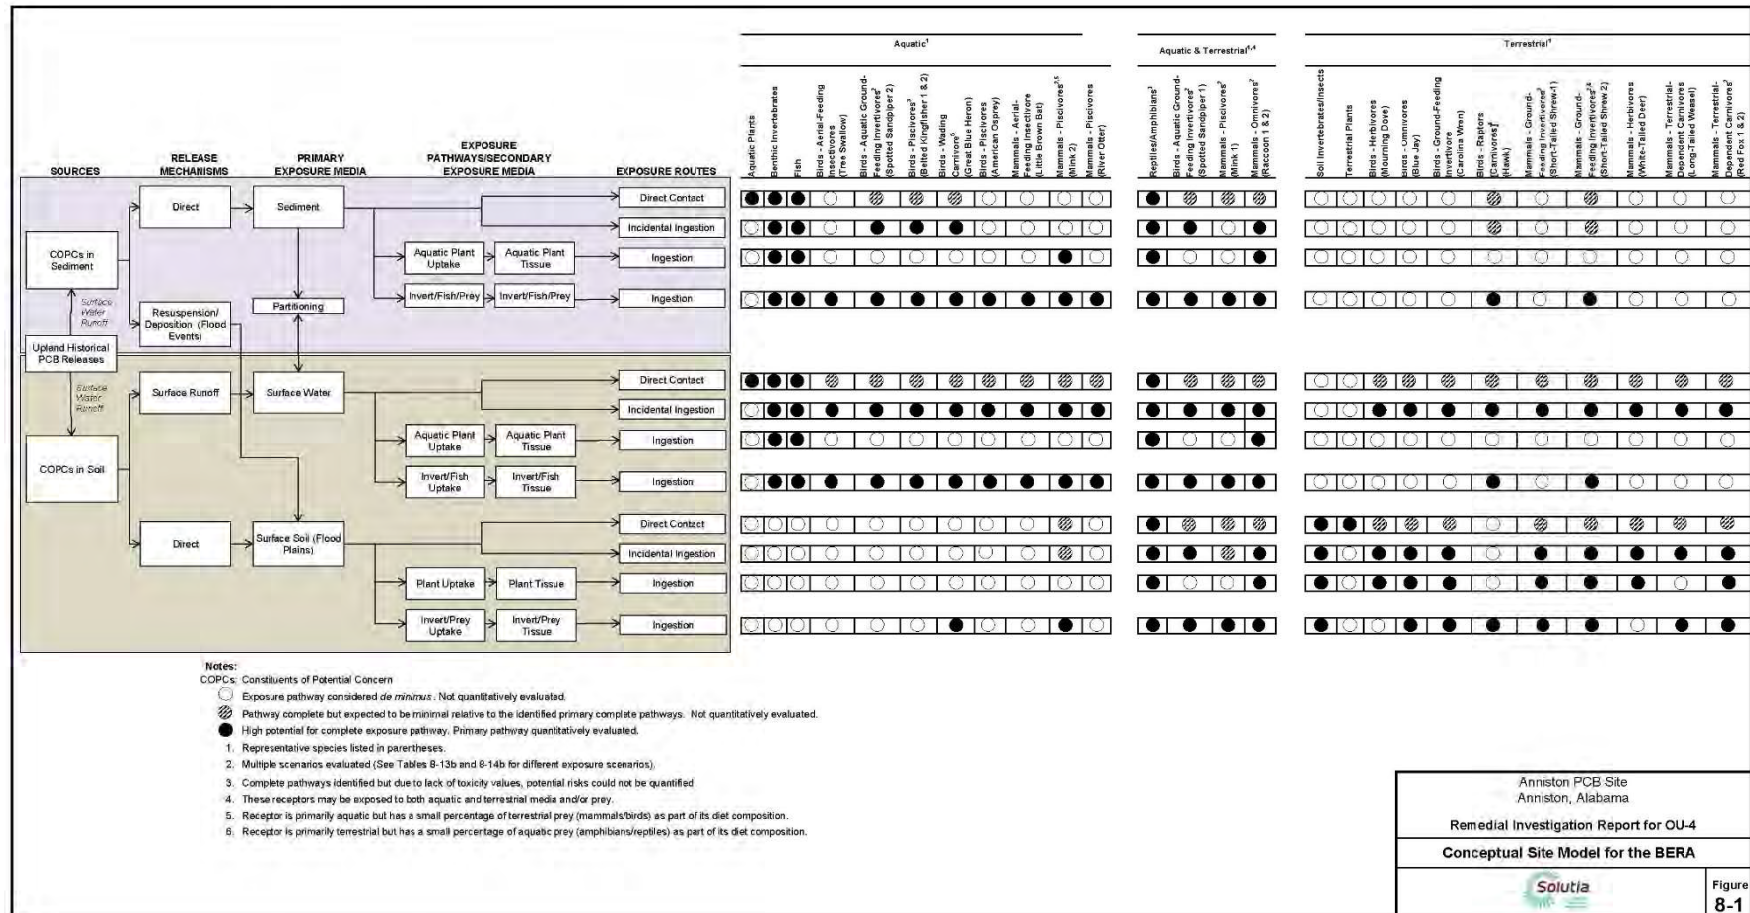 Aquatic¹
Aquatic & Terrestrial¹,⁴
Terrestrial¹
SOURCES
RELEASE
MECHANISMS
PRIMARY
EXPOSURE MEDIA
EXPOSURE
PATHWAYS/SECONDARY
EXPOSURE MEDIA
EXPOSURE ROUTES
Aquatic Plants
Benthic Invertebrates
Fish
Birds - Aerial-Feeding
Insectivores
(Tree Swallow)
Birds - Aquatic Ground-
Feeding Invertivores²
(Spotted Sandpiper 2)
Birds - Piscivores²
(Belted Kingfisher 1 & 2)
Birds - Wading
Carnivore⁵
(Great Blue Heron)
Birds - Piscivores
(American Osprey)
Mammals - Aerial-
Feeding Insectivore
(Little Brown Bat)
Mammals - Piscivores²,⁵
(Mink 2)
Mammals - Piscivores
(River Otter)
Reptiles/Amphibians³
Birds - Aquatic Ground-
Feeding Invertivores²
(Spotted Sandpiper 1)
Mammals - Piscivores²
(Mink 1)
Mammals - Omnivores²
(Raccoon 1 & 2)
Soil Invertebrates/Insects
Terrestrial Plants
Birds - Herbivores
(Mourning Dove)
Birds - Omnivores
(Blue Jay)
Birds - Ground-Feeding
Invertivore
(Carolina Wren)
Birds - Raptors
(Hawk)
Mammals - Ground-
Feeding Invertivores²
(Short-Tailed Shrew-1)
Mammals - Ground-
Feeding Invertivores²,⁶
(Short-Tailed Shrew 2)
Mammals - Herbivores
(White-Tailed Deer)
Mammals - Terrestrial-
Dependent Carnivores
(Long-Tailed Weasel)
Mammals - Terrestrial-
Dependent Carnivores²
(Red Fox 1 & 2)
COPCs in
Sediment
Direct
Sediment
Direct Contact
Incidental Ingestion
Aquatic Plant
Uptake
Aquatic Plant
Tissue
Ingestion
Invert/Fish/Prey
Invert/Fish/Prey
Ingestion
Surface
Water
Runoff
Resuspension/
Deposition (Flood
Events)
Partitioning
Upland Historical
PCB Releases
Surface
Water
Runoff
Surface Runoff
Surface Water
Direct Contact
Incidental Ingestion
Aquatic Plant
Uptake
Aquatic Plant
Tissue
Ingestion
COPCs in Soil
Invert/Fish
Uptake
Invert/Fish
Tissue
Ingestion
Direct
Surface Soil (Flood
Plains)
Direct Contact
Incidental Ingestion
Plant Uptake
Plant Tissue
Ingestion
Invert/Prey
Uptake
Invert/Prey
Tissue
Ingestion
Notes:
COPCs: Constituents of Potential Concern
Exposure pathway considered de minimus. Not quantitatively evaluated.
Pathway complete but expected to be minimal relative to the identified primary complete pathways. Not quantitatively evaluated.
High potential for complete exposure pathway. Primary pathway quantitatively evaluated.
1. Representative species listed in parentheses.
2. Multiple scenarios evaluated (See Tables 8-13b and 8-14b for different exposure scenarios).
3. Complete pathways identified but due to lack of toxicity values, potential risks could not be quantified
4. These receptors may be exposed to both aquatic and terrestrial media and/or prey.
5. Receptor is primarily aquatic but has a small percentage of terrestrial prey (mammals/birds) as part of its diet composition.
6. Receptor is primarily terrestrial but has a small percentage of aquatic prey (amphibians/reptiles) as part of its diet composition.
Anniston PCB Site
Anniston, Alabama
Remedial Investigation Report for OU-4
Conceptual Site Model for the BERA
Solutia
Figure
8-1